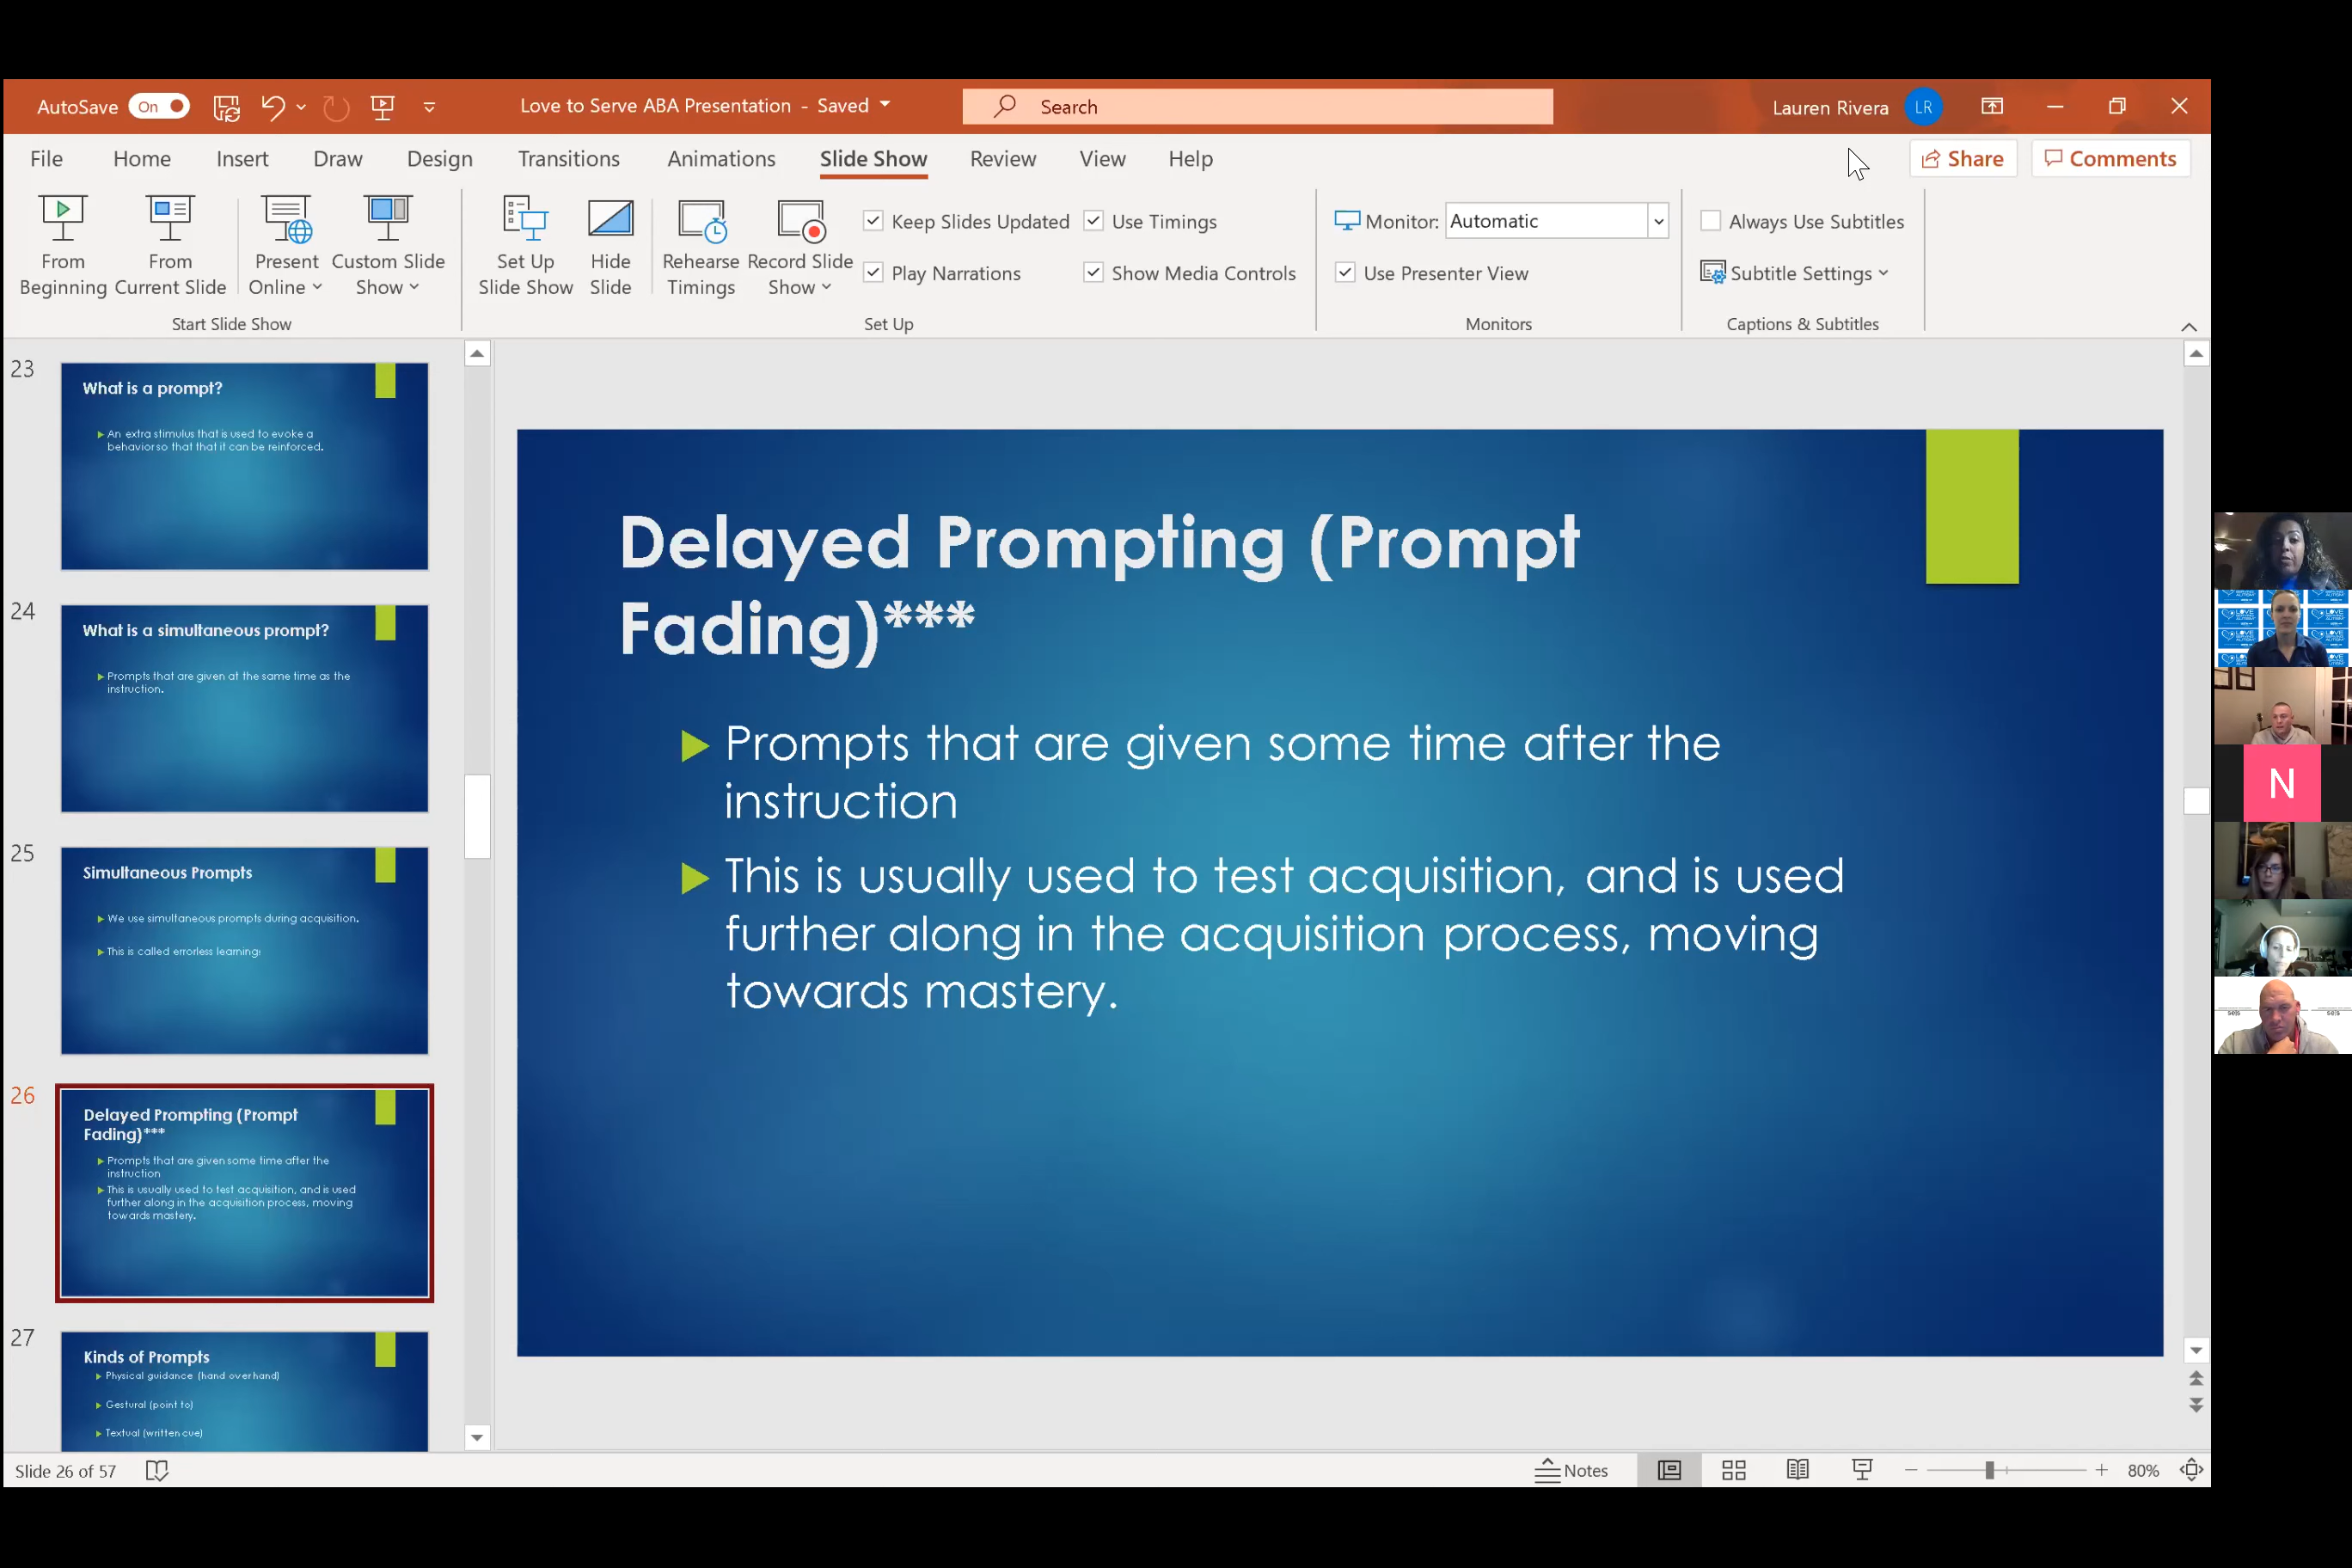 AutoSave On
Love to Serve ABA Presentation - Saved
Search
Lauren Rivera LR
File Home Insert Draw Design Transitions Animations Slide Show Review View Help Share Comments
From Beginning
From Current Slide
Present Online
Custom Slide Show
Start Slide Show
Set Up Slide Show
Hide Slide
Rehearse Timings
Record Slide Show
Keep Slides Updated
Play Narrations
Use Timings
Show Media Controls
Set Up
Monitor: Automatic
Use Presenter View
Monitors
Always Use Subtitles
Subtitle Settings
Captions & Subtitles
23
What is a prompt?
An extra stimulus that is used to evoke a
behavior so that that it can be reinforced.
24
What is a simultaneous prompt?
Prompts that are given at the same time as the
instruction.
25
Simultaneous Prompts
We use simultaneous prompts during acquisition.
This is called errorless learning!
26
Delayed Prompting (Prompt
Fading)***
Prompts that are given some time after the
instruction
This is usually used to test acquisition, and is used
further along in the acquisition process, moving
towards mastery.
27
Kinds of Prompts
Physical guidance (hand over hand)
Gestural (point to)
Textual (written cue)
Delayed Prompting (Prompt
Fading)***
Prompts that are given some time after the
instruction
This is usually used to test acquisition, and is used
further along in the acquisition process, moving
towards mastery.
N
Slide 26 of 57
Notes
80%